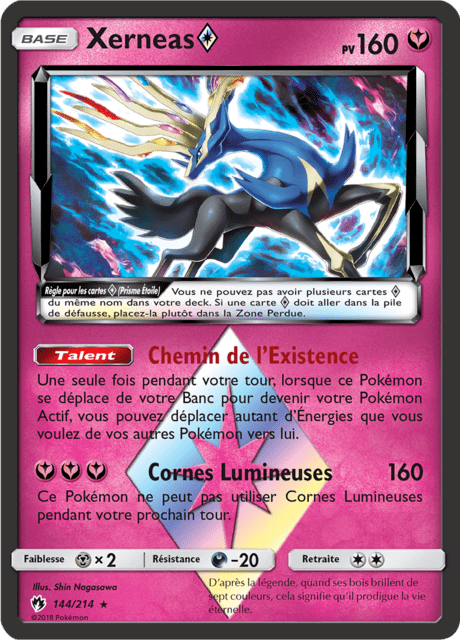 BASE Xerneas PV160
Règle pour les cartes (Prisme Étoile) Vous ne pouvez pas avoir plusieurs cartes
du même nom dans votre deck. Si une carte doit aller dans la pile
de défausse, placez-la plutôt dans la Zone Perdue.
Talent Chemin de l'Existence
Une seule fois pendant votre tour, lorsque ce Pokémon
se déplace de votre Banc pour devenir votre Pokémon
Actif, vous pouvez déplacer autant d'Énergies que vous
voulez de vos autres Pokémon vers lui.
Cornes Lumineuses 160
Ce Pokémon ne peut pas utiliser Cornes Lumineuses
pendant votre prochain tour.
Faiblesse ×2 Résistance -20 Retraite
Illus. Shin Nagasawa
144/214
©2018 Pokémon
D'après la légende, quand ses bois brillent de
sept couleurs, cela signifie qu'il prodigue la vie
éternelle.